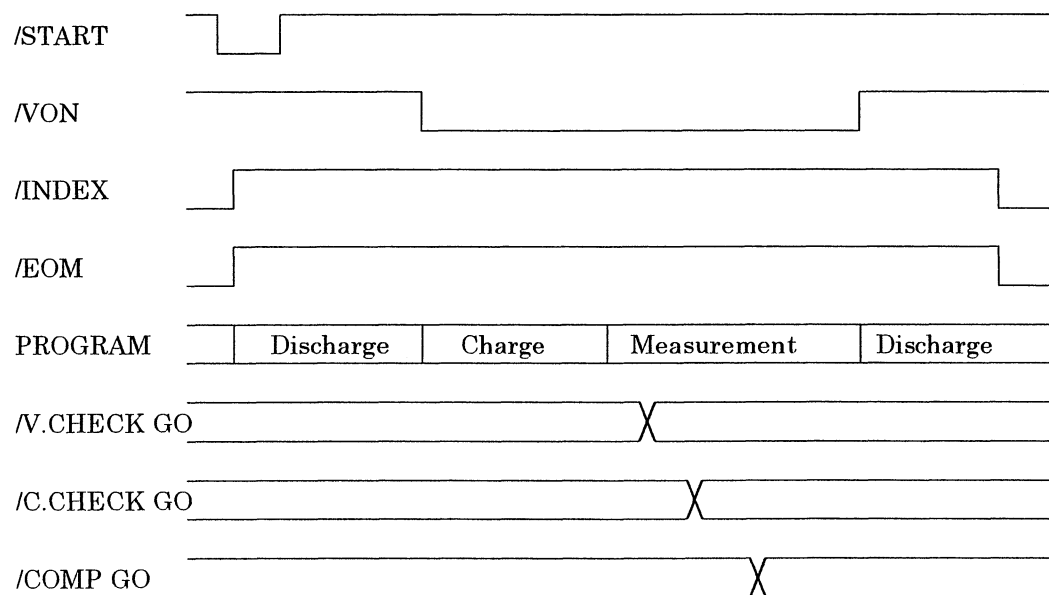 /START
/VON
/INDEX
/EOM
PROGRAM Discharge Charge Measurement Discharge
/V.CHECK GO
/C.CHECK GO
/COMP GO